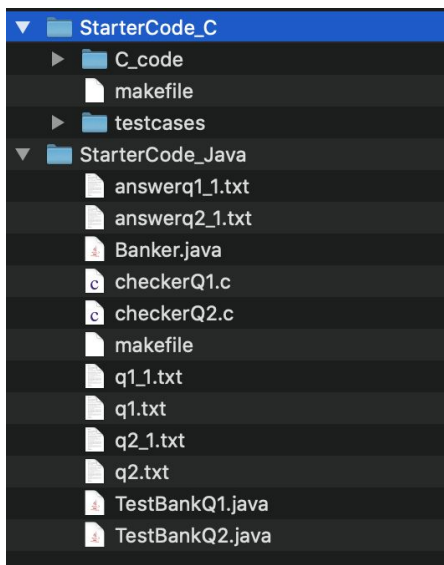 StarterCode_C
C_code
makefile
testcases
StarterCode_Java
answerq1_1.txt
answerq2_1.txt
Banker.java
c checkerQ1.c
c checkerQ2.c
makefile
q1_1.txt
q1.txt
q2_1.txt
q2.txt
TestBankQ1.java
TestBankQ2.java